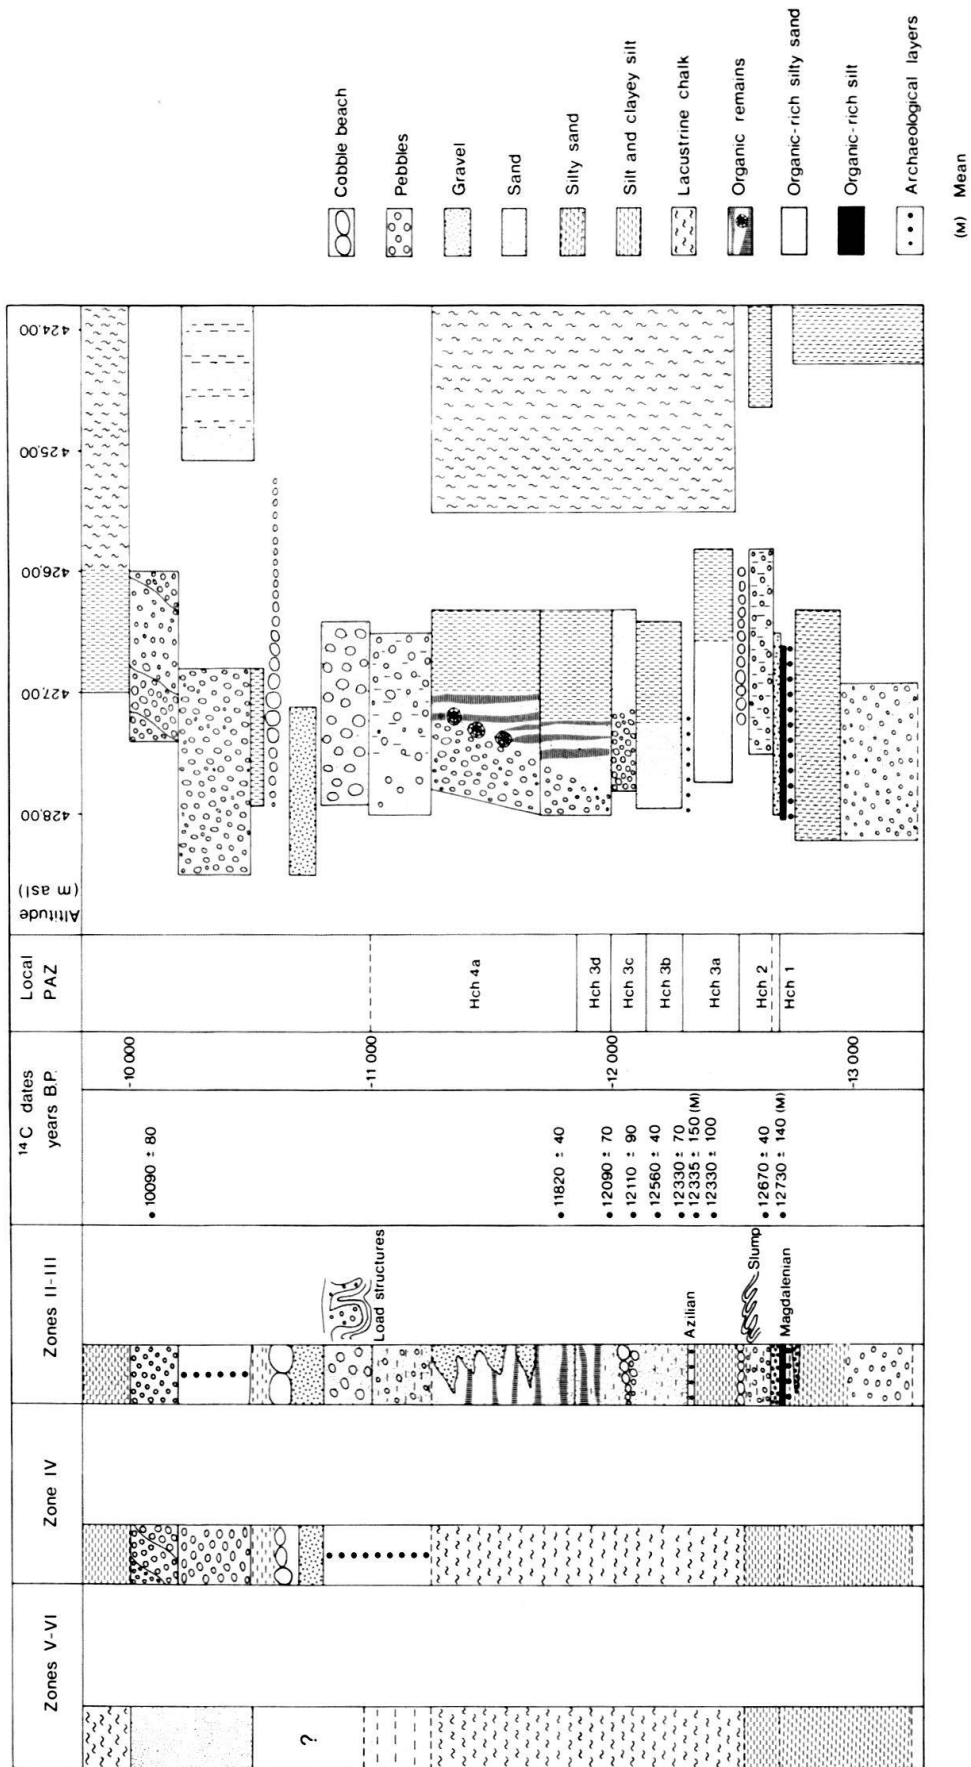 Zones V-VI
Zone IV
Zones II-III
¹⁴C dates
years B.P.
Local
PAZ
Altitude
(m asl)
428,00
427,00
426,00
425,00
424,00
?
Load structures
Azilian
Slump
Magdalenian
•10090 ± 80
•11820 ± 40
•12090 ± 70
•12110 ± 90
•12560 ± 40
•12330 ± 70
•12335 ± 150 (M)
•12330 ± 100
•12670 ± 40
•12730 ± 140 (M)
-10 000
-11 000
-12 000
-13 000
Hch 4a
Hch 3d
Hch 3c
Hch 3b
Hch 3a
Hch 2
Hch 1
Cobble beach
Pebbles
Gravel
Sand
Silty sand
Silt and clayey silt
Lacustrine chalk
Organic remains
Organic-rich silty sand
Organic-rich silt
Archaeological layers
(M) Mean